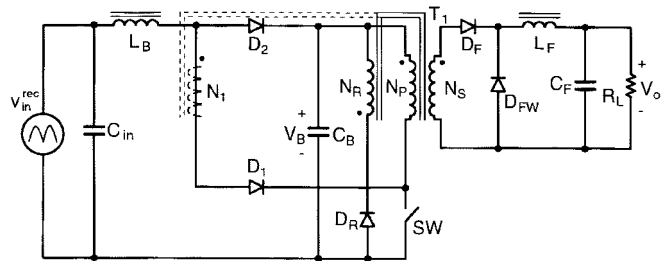 T1
LB
D2
DF
LF
N1
NR
NP
NS
DFW
CF
RL
+
Vo
-
Vin rec
Cin
+
VB
-
CB
D1
DR
SW